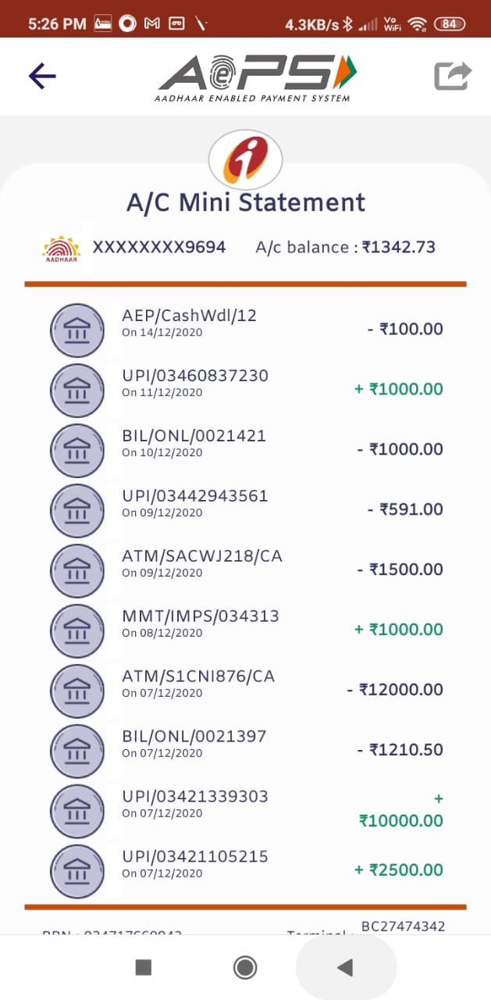 5:26 PM
4.3KB/s Vo WiFi 84
AePS
AADHAAR ENABLED PAYMENT SYSTEM
i
A/C Mini Statement
AADHAAR XXXXXXXX9694 A/c balance : ₹1342.73
AEP/CashWdl/12
On 14/12/2020
- ₹100.00
UPI/03460837230
On 11/12/2020
+ ₹1000.00
BIL/ONL/0021421
On 10/12/2020
- ₹1000.00
UPI/03442943561
On 09/12/2020
- ₹591.00
ATM/SACWJ218/CA
On 09/12/2020
- ₹1500.00
MMT/IMPS/034313
On 08/12/2020
+ ₹1000.00
ATM/S1CNI876/CA
On 07/12/2020
- ₹12000.00
BIL/ONL/0021397
On 07/12/2020
- ₹1210.50
UPI/03421339303
On 07/12/2020
+
₹10000.00
UPI/03421105215
On 07/12/2020
+ ₹2500.00
Terminal : BC27474342